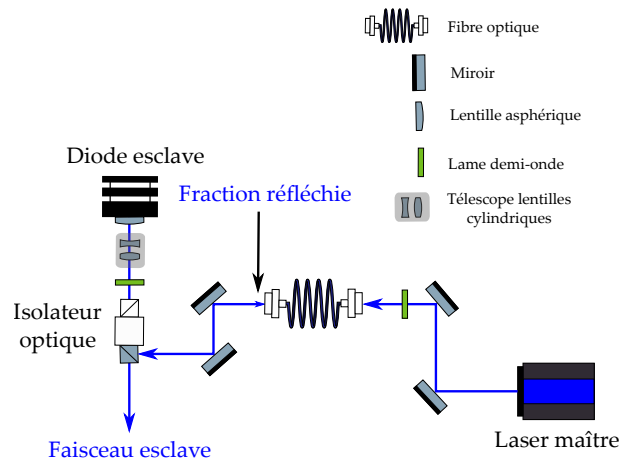 Fibre optique
Miroir
Lentille asphérique
Lame demi-onde
Télescope lentilles
cylindriques
Diode esclave
Fraction réfléchie
Isolateur
optique
Faisceau esclave
Laser maître